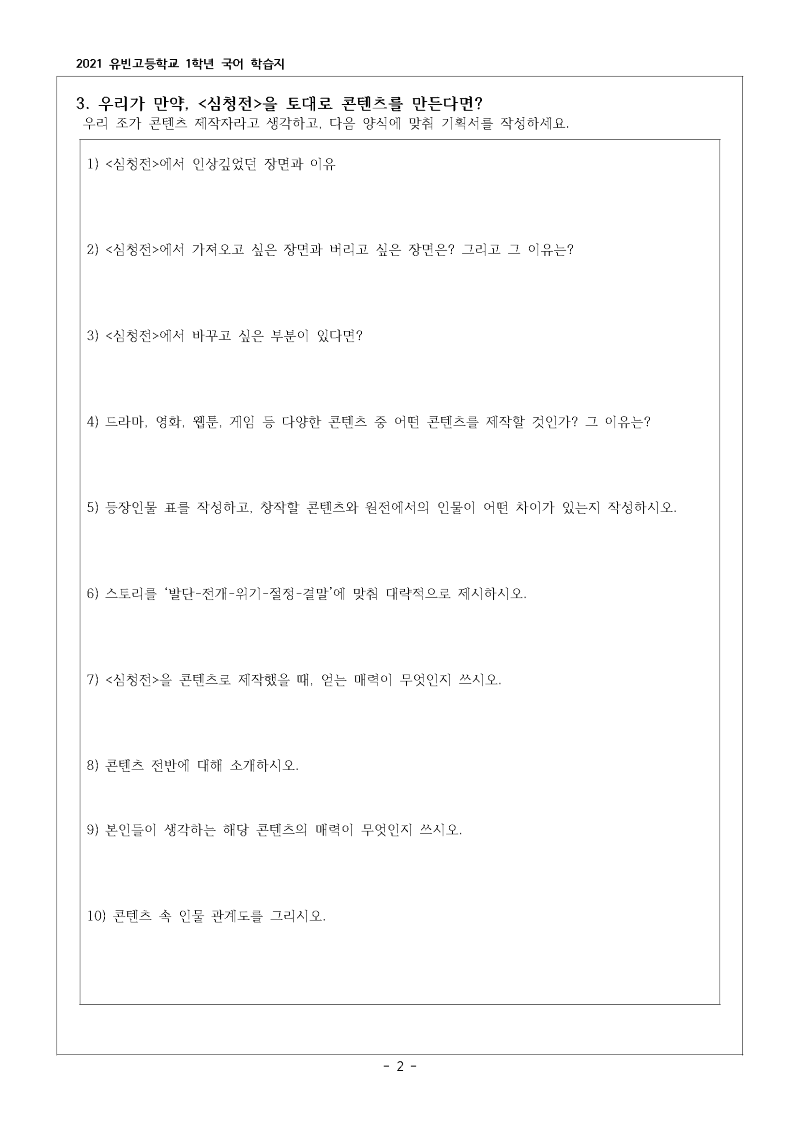 2021 유빈고등학교 1학년 국어 학습지
3. 우리가 만약, <심청전>을 토대로 콘텐츠를 만든다면?
우리 조가 콘텐츠 제작자라고 생각하고, 다음 양식에 맞춰 기획서를 작성하세요.
1) <심청전>에서 인상깊었던 장면과 이유
2) <심청전>에서 가져오고 싶은 장면과 버리고 싶은 장면은? 그리고 그 이유는?
3) <심청전>에서 바꾸고 싶은 부분이 있다면?
4) 드라마, 영화, 웹툰, 게임 등 다양한 콘텐츠 중 어떤 콘텐츠를 제작할 것인가? 그 이유는?
5) 등장인물 표를 작성하고, 창작할 콘텐츠와 원전에서의 인물이 어떤 차이가 있는지 작성하시오.
6) 스토리를 ‘발단-전개-위기-절정-결말’에 맞춰 대략적으로 제시하시오.
7) <심청전>을 콘텐츠로 제작했을 때, 얻는 매력이 무엇인지 쓰시오.
8) 콘텐츠 전반에 대해 소개하시오.
9) 본인들이 생각하는 해당 콘텐츠의 매력이 무엇인지 쓰시오.
10) 콘텐츠 속 인물 관계도를 그리시오.
- 2 -